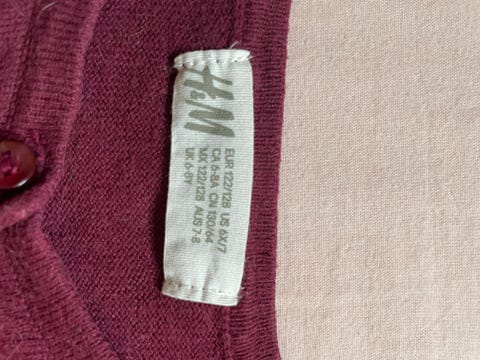 H&M
EUR 122/128 US 6X/7
CA 6-8A CN 130/64
MX 122/128 AUS 7-8
UK 6-8Y